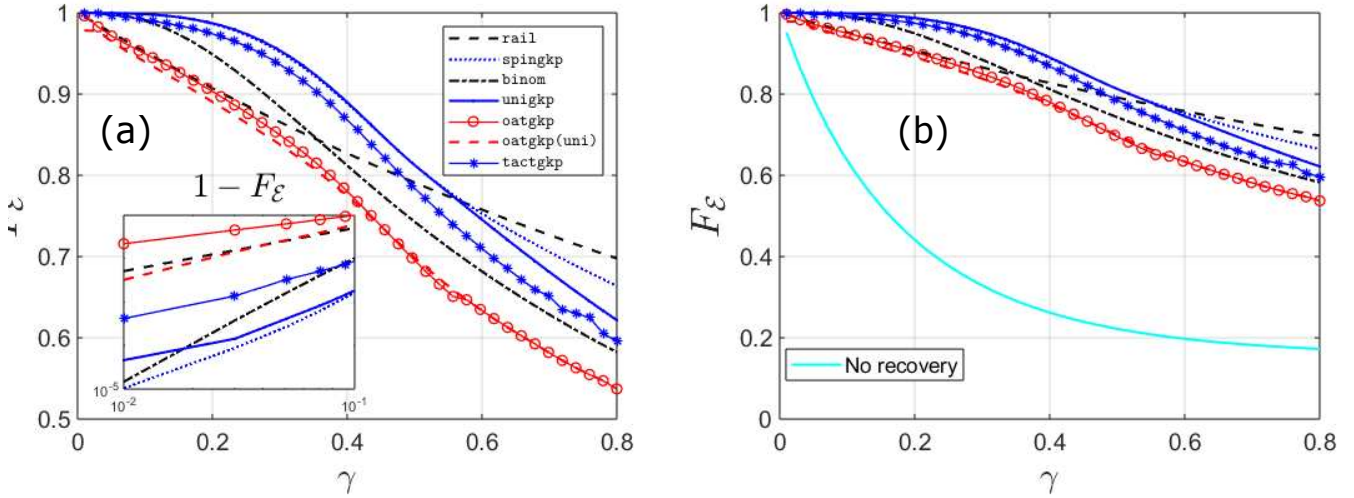 1
0.9
0.8
0.7
0.6
0.5
0
0.2
0.4
0.6
0.8
γ
(a)
rail
spingkp
binom
unigkp
oatgkp
oatgkp(uni)
tactgkp
1 − F_ℰ
10^-5
10^-2
10^-1
F_ℰ
1
0.8
0.6
0.4
0.2
0
0
0.2
0.4
0.6
0.8
γ
(b)
No recovery